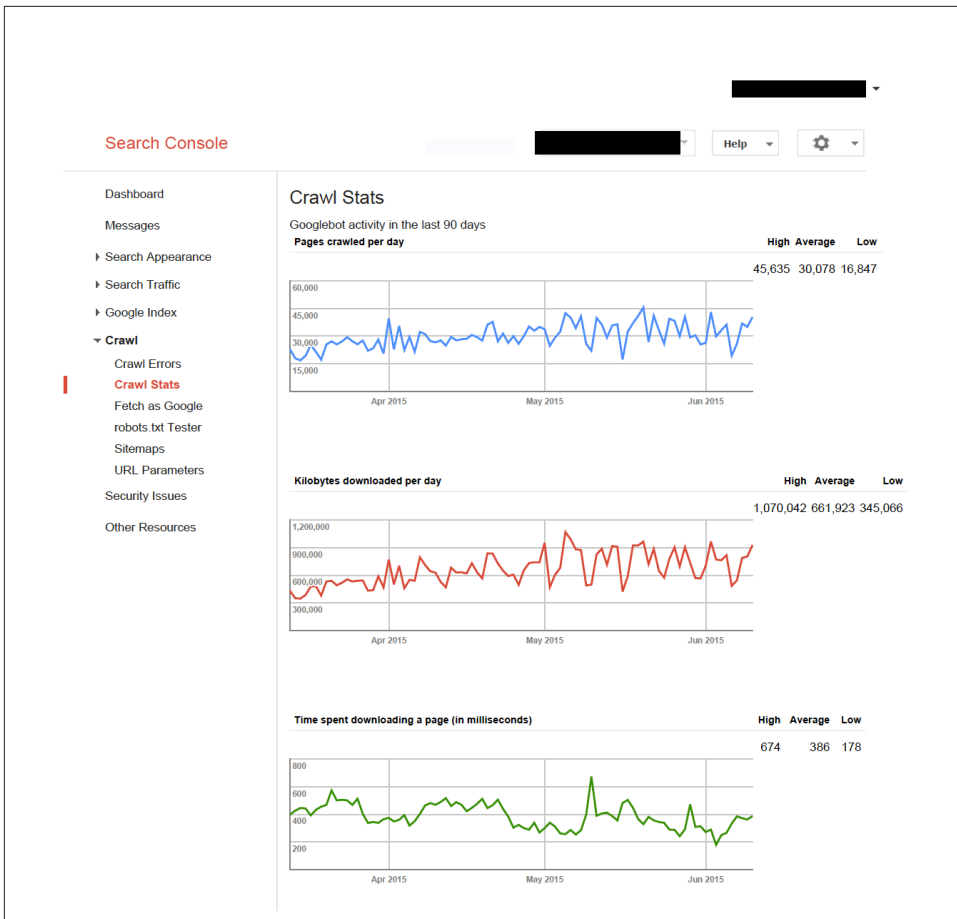 Search Console
Help
Dashboard
Messages
Search Appearance
Search Traffic
Google Index
Crawl
Crawl Errors
Crawl Stats
Fetch as Google
robots.txt Tester
Sitemaps
URL Parameters
Security Issues
Other Resources
Crawl Stats
Googlebot activity in the last 90 days
Pages crawled per day High Average Low
45,635 30,078 16,847
60,000
45,000
30,000
15,000
Apr 2015 May 2015 Jun 2015
Kilobytes downloaded per day High Average Low
1,070,042 661,923 345,066
1,200,000
900,000
600,000
300,000
Apr 2015 May 2015 Jun 2015
Time spent downloading a page (in milliseconds) High Average Low
674 386 178
800
600
400
200
Apr 2015 May 2015 Jun 2015